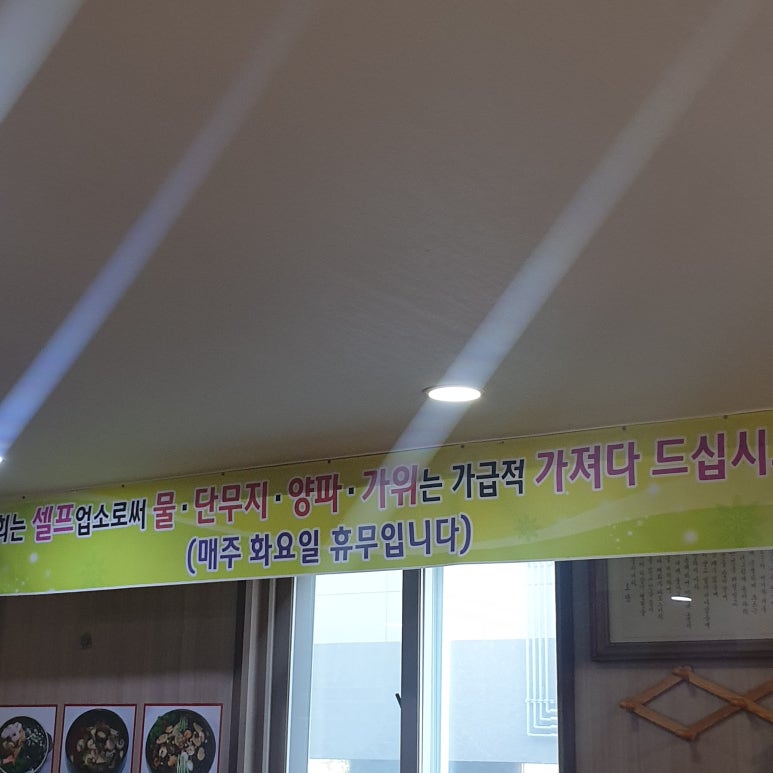 희는 셀프업소로써 물·단무지·양파·가위는 가급적 가져다 드십시
(매주 화요일 휴무입니다)